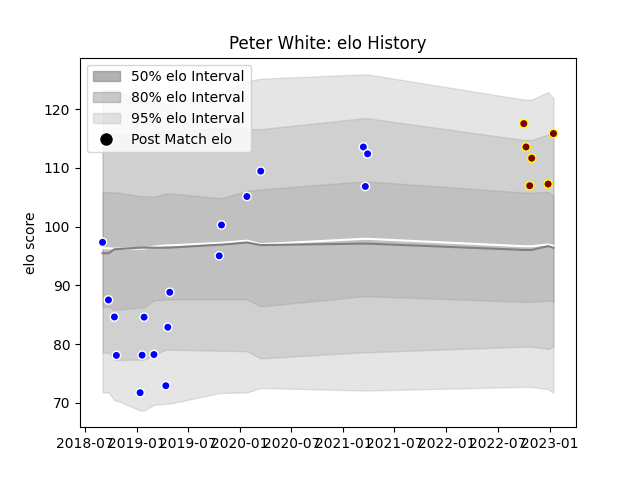 Peter White: elo History
50% elo Interval
80% elo Interval
95% elo Interval
Post Match elo
elo score
120
110
100
90
80
70
2018-07 2019-01 2019-07 2020-01 2020-07 2021-01 2021-07 2022-01 2022-07 2023-01